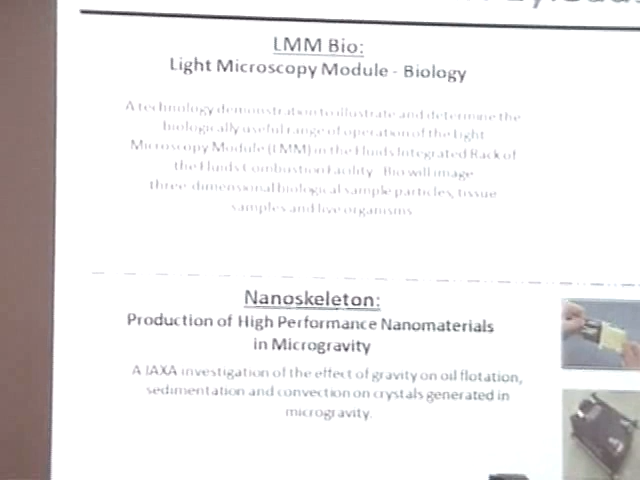 LMM Bio:
Light Microscopy Module - Biology
A technology demonstration to illustrate and determine the
biologically useful range of operation of the Light
Microscopy Module (LMM) in the Fluids Integrated Rack of
the Fluids Combustion Facility. Bio will image
three-dimensional biological sample particles, tissue
samples and live organisms
Nanoskeleton:
Production of High Performance Nanomaterials
in Microgravity
A JAXA investigation of the effect of gravity on oil flotation,
sedimentation and convection on crystals generated in
microgravity.